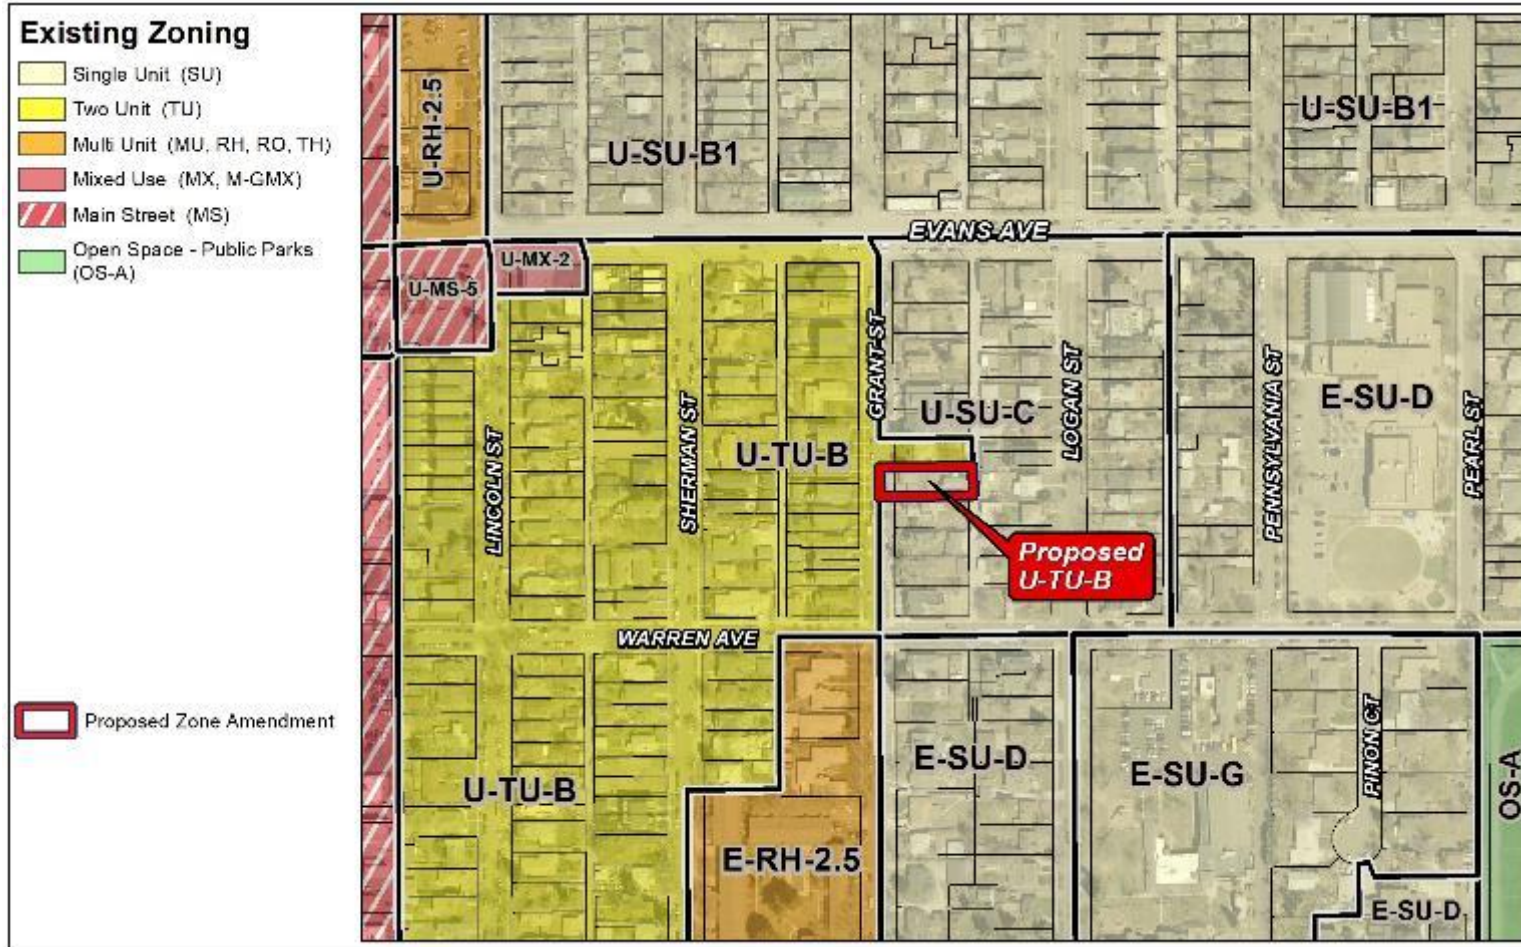 Existing Zoning
Single Unit (SU)
Two Unit (TU)
Multi Unit (MU, RH, RO, TH)
Mixed Use (MX, M-GMX)
Main Street (MS)
Open Space - Public Parks
(OS-A)
Proposed Zone Amendment
U-RH-2.5
U-SU-B1
U-SU-B1
EVANS AVE
U-MX-2
U-MS-5
GRANT ST
LOGAN ST
PENNSYLVANIA ST
E-SU-D
PEARL ST
U-SU-C
LINCOLN ST
SHERMAN ST
U-TU-B
Proposed
U-TU-B
WARREN AVE
U-TU-B
E-RH-2.5
E-SU-D
E-SU-G
PINON CT
OS-A
E-SU-D